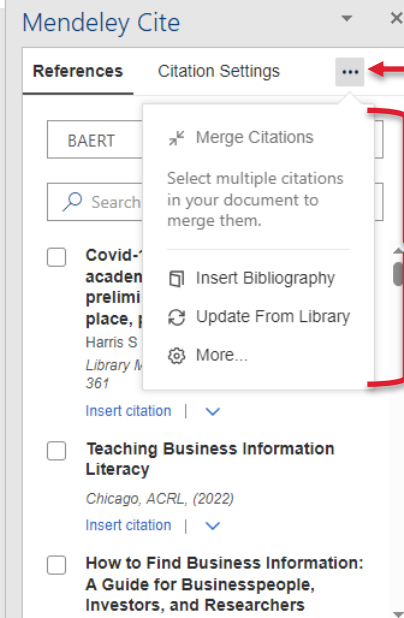 Mendeley Cite
References Citation Settings
BAERT
Merge Citations
Select multiple citations
in your document to
merge them.
Search
Insert Bibliography
Update From Library
More...
Covid-
academ
prelimi
place,
Harris S
Library
361
Insert citation |
Teaching Business Information
Literacy
Chicago, ACRL, (2022)
Insert citation |
How to Find Business Information:
A Guide for Businesspeople,
Investors, and Researchers